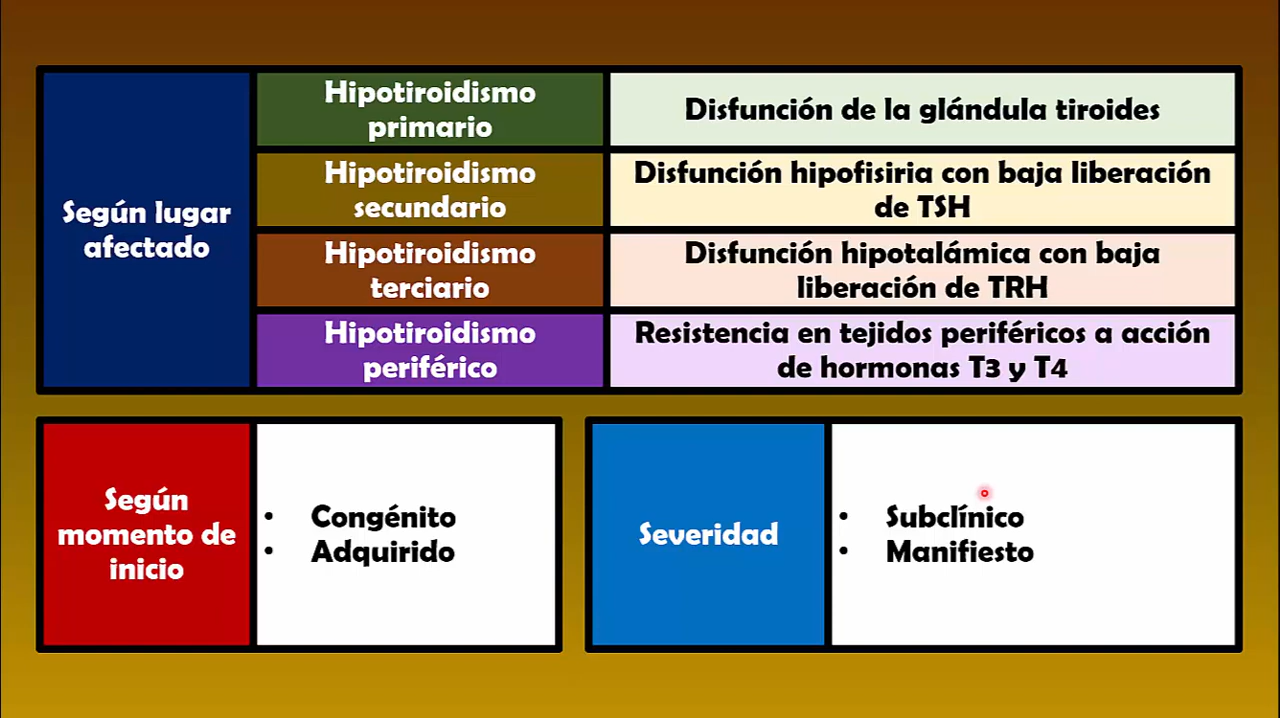 Según lugar
afectado
Hipotiroidismo
primario
Disfunción de la glándula tiroides
Hipotiroidismo
secundario
Disfunción hipofisiria con baja liberación
de TSH
Hipotiroidismo
terciario
Disfunción hipotalámica con baja
liberación de TRH
Hipotiroidismo
periférico
Resistencia en tejidos periféricos a acción
de hormonas T3 y T4
Según
momento de
inicio
• Congénito
• Adquirido
Severidad
• Subclínico
• Manifiesto